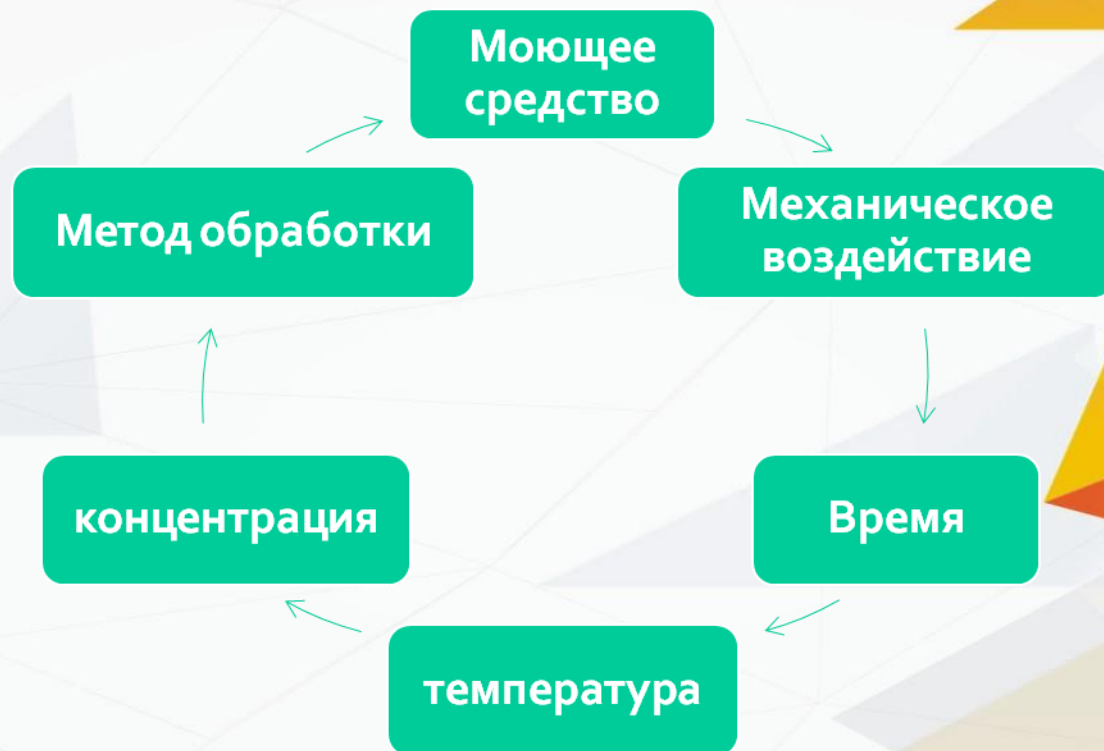 Моющее
средство
Механическое
воздействие
Время
температура
концентрация
Метод обработки